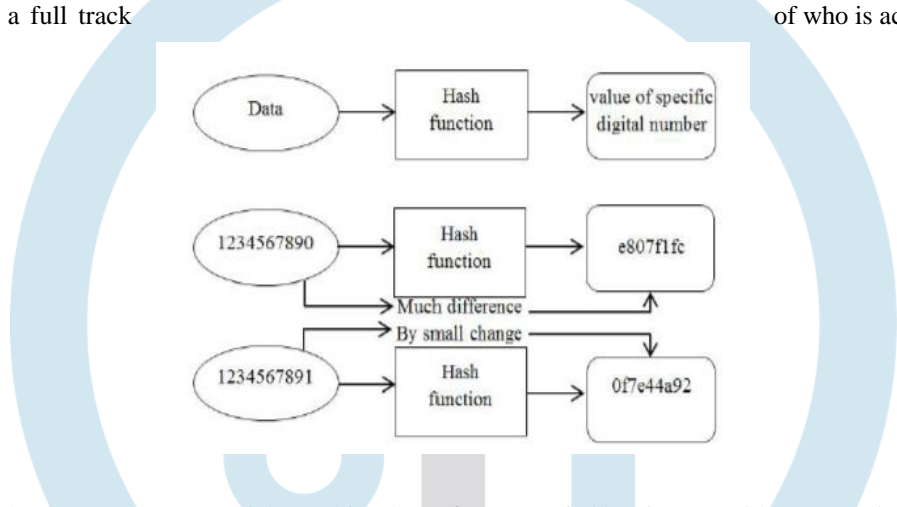 a full track of who is ac
Data
Hash
function
value of specific
digital number
1234567890
Hash
function
e807f1fc
Much difference
By small change
1234567891
Hash
function
0f7e44a92